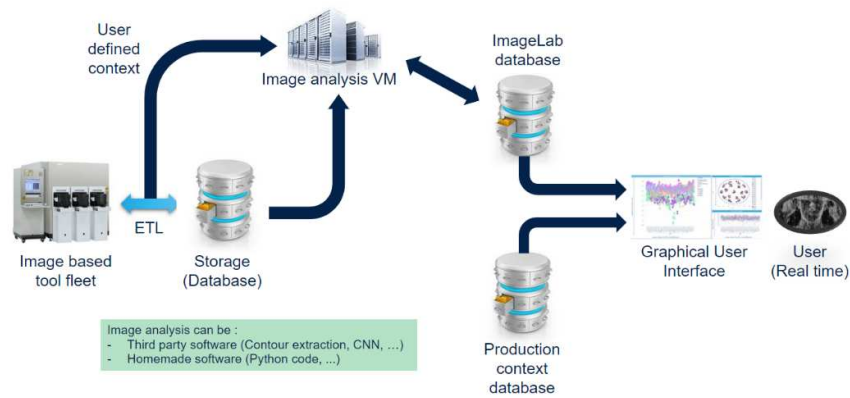 User
defined
context
Image analysis VM
ImageLab
database
ETL
Image based
tool fleet
Storage
(Database)
Graphical User
Interface
User
(Real time)
Production
context
database
Image analysis can be :
- Third party software (Contour extraction, CNN, …)
- Homemade software (Python code, ...)